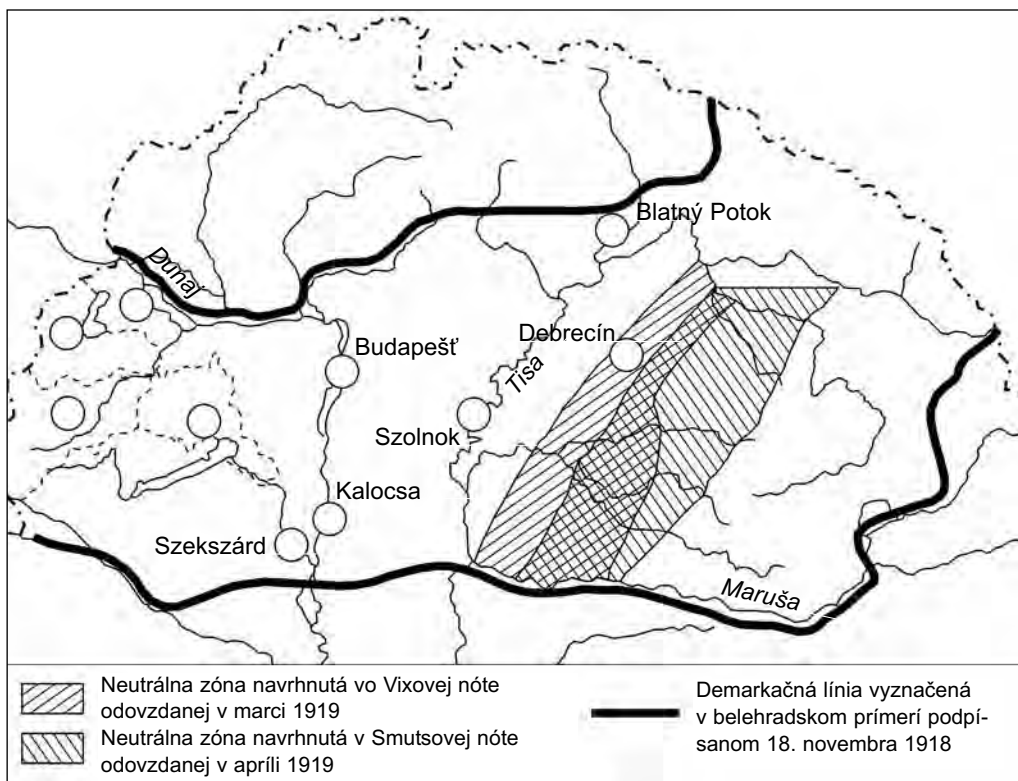 Blatný Potok
Dunaj
Debrecín
Budapešť
Tisa
Szolnok
Kalocsa
Szekszárd
Maruša
Neutrálna zóna navrhnutá vo Vixovej nóte
odovzdanej v marci 1919
Neutrálna zóna navrhnutá v Smutsovej nóte
odovzdanej v apríli 1919
Demarkačná línia vyznačená
v belehradskom prímerí podpí-
sanom 18. novembra 1918